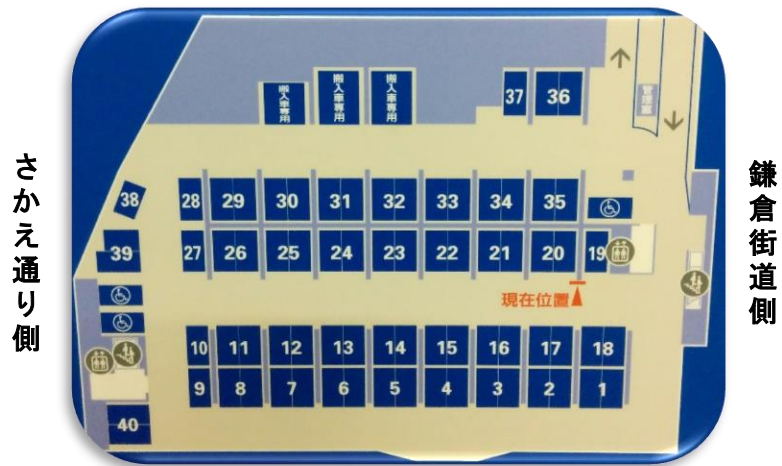 さかえ通り側
鎌倉街道側
搬入車専用
搬入車専用
搬入車専用
37 36
管理室
38
28 29 30 31 32 33 34 35
39
27 26 25 24 23 22 21 20 19
現在位置
10 11 12 13 14 15 16 17 18
9 8 7 6 5 4 3 2 1
40